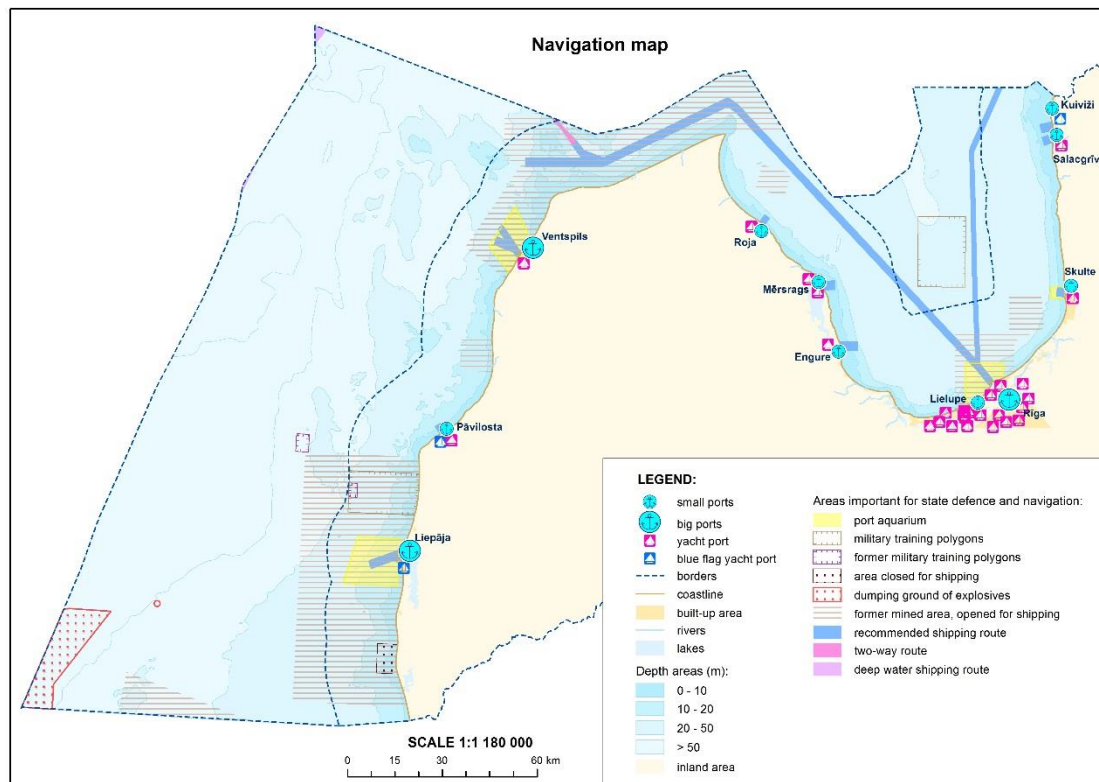 Navigation map
Kuiviži
Salacgrīv
Ventspils
Roja
Skulte
Mērsrags
Engure
Lielupe
Rīga
Pāvilosta
Liepāja
LEGEND:
small ports
big ports
yacht port
blue flag yacht port
borders
coastline
built-up area
rivers
lakes
Depth areas (m):
0 - 10
10 - 20
20 - 50
> 50
inland area
Areas important for state defence and navigation:
port aquarium
military training polygons
former military training polygons
area closed for shipping
dumping ground of explosives
former mined area, opened for shipping
recommended shipping route
two-way route
deep water shipping route
SCALE 1:1 180 000
0 15 30 60 km